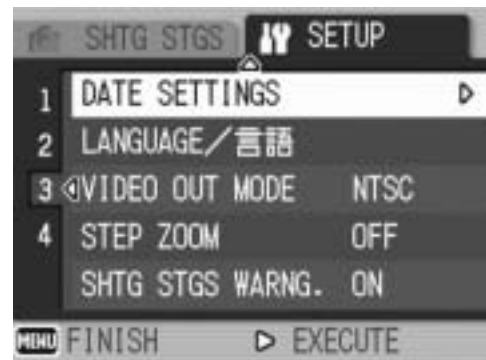 SHTG STGS SETUP
1 DATE SETTINGS
2 LANGUAGE/言語
3 VIDEO OUT MODE NTSC
4 STEP ZOOM OFF
SHTG STGS WARNG. ON
MENU FINISH EXECUTE